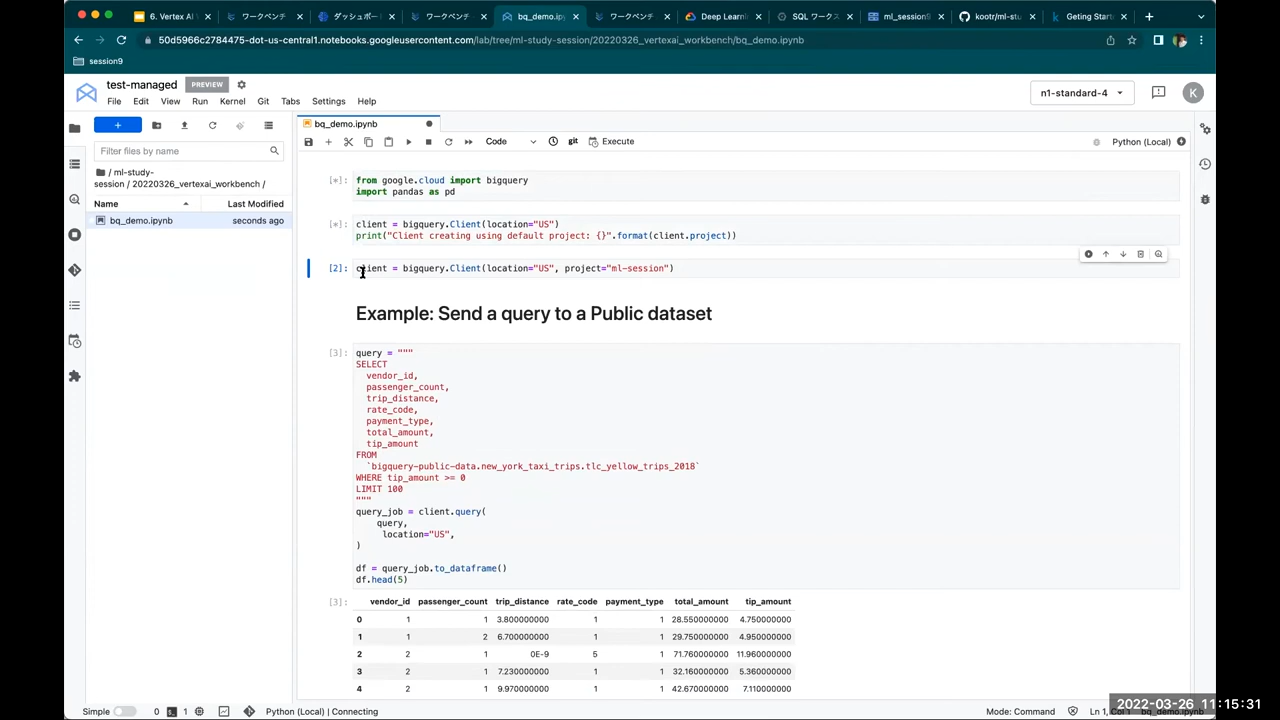 6. Vertex AI W
ワークベンチ
ダッシュボー
ワークベンチ
bq_demo.ipy
ワークベンチ
Deep Learni
SQL ワークス
ml_session9
kootr/ml-stu
Geting Starte
50d5966c2784475-dot-us-central1.notebooks.googleusercontent.com/lab/tree/ml-study-session/20220326_vertexai_workbench/bq_demo.ipynb
session9
test-managed
PREVIEW
File Edit View Run Kernel Git Tabs Settings Help
n1-standard-4
K
Filter files by name
/ ml-study-
session / 20220326_vertexai_workbench /
Name Last Modified
bq_demo.ipynb seconds ago
bq_demo.ipynb
Code
git
Execute
Python (Local)
[*]:
from google.cloud import bigquery
import pandas as pd
[*]:
client = bigquery.Client(location="US")
print("Client creating using default project: {}".format(client.project))
[2]:
client = bigquery.Client(location="US", project="ml-session")
Example: Send a query to a Public dataset
[3]:
query = """
SELECT
vendor_id,
passenger_count,
trip_distance,
rate_code,
payment_type,
total_amount,
tip_amount
FROM
`bigquery-public-data.new_york_taxi_trips.tlc_yellow_trips_2018`
WHERE tip_amount >= 0
LIMIT 100
"""
query_job = client.query(
query,
location="US",
)
df = query_job.to_dataframe()
df.head(5)
[3]:
vendor_id passenger_count trip_distance rate_code payment_type total_amount tip_amount
0 1 1 3.800000000 1 1 28.550000000 4.750000000
1 1 2 6.700000000 1 1 29.750000000 4.950000000
2 2 1 0E-9 5 1 71.760000000 11.960000000
3 2 1 7.230000000 1 1 32.160000000 5.360000000
4 2 1 9.970000000 1 1 42.670000000 7.110000000
Simple 0 1 Python (Local) | Connecting
Mode: Command Ln 1, Col 1 bq_demo.ipynb
2022-03-26 11:15:31